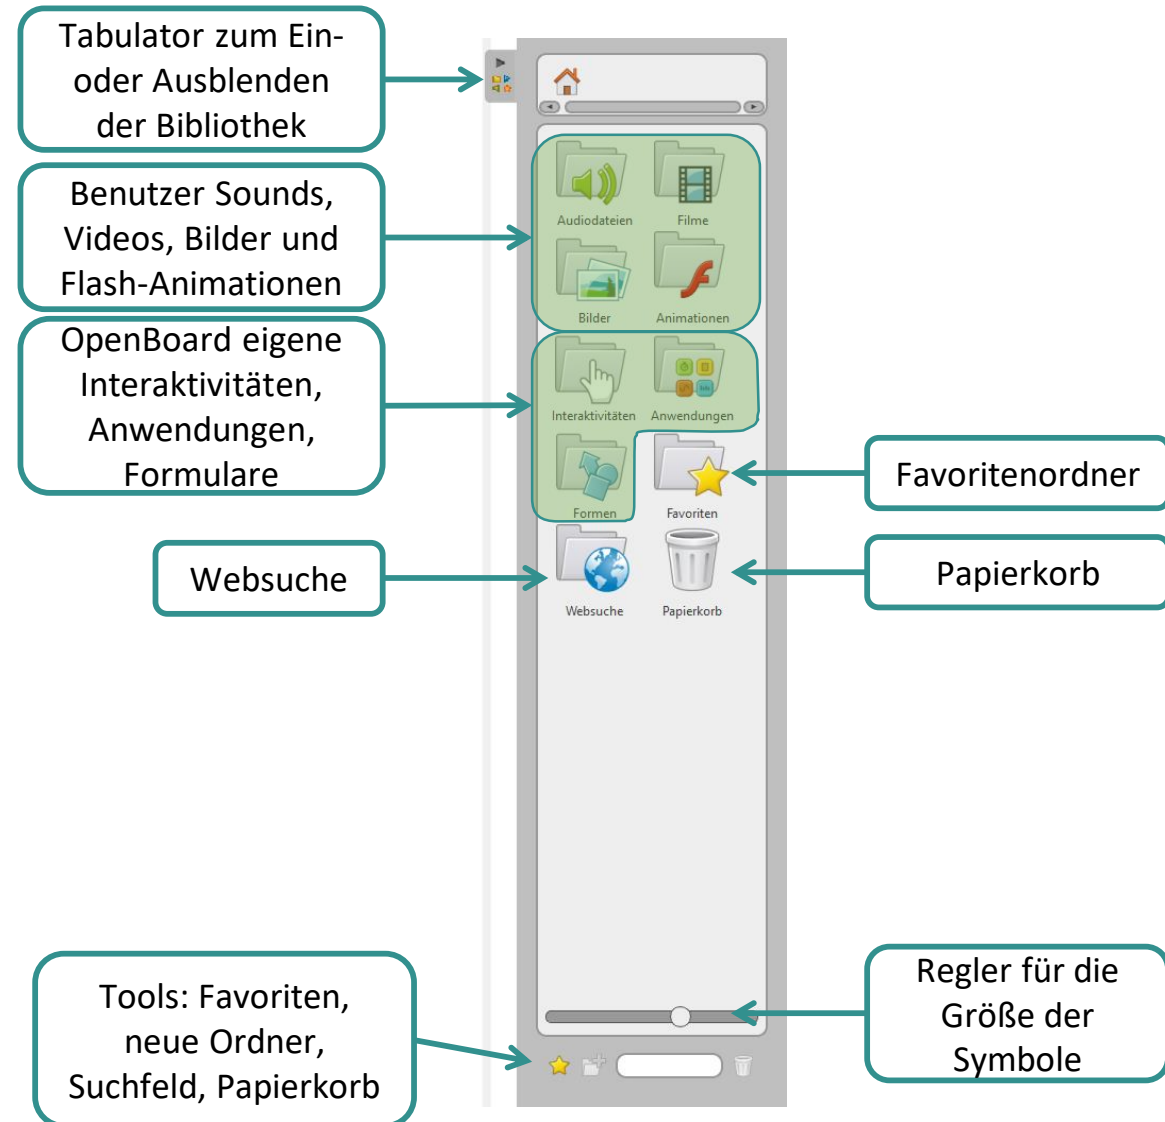 Tabulator zum Ein-
oder Ausblenden
der Bibliothek
Benutzer Sounds,
Videos, Bilder und
Flash-Animationen
OpenBoard eigene
Interaktivitäten,
Anwendungen,
Formulare
Websuche
Tools: Favoriten,
neue Ordner,
Suchfeld, Papierkorb
Audiodateien Filme
Bilder Animationen
Interaktivitäten Anwendungen
Formen Favoriten
Websuche Papierkorb
Favoritenordner
Papierkorb
Regler für die
Größe der
Symbole